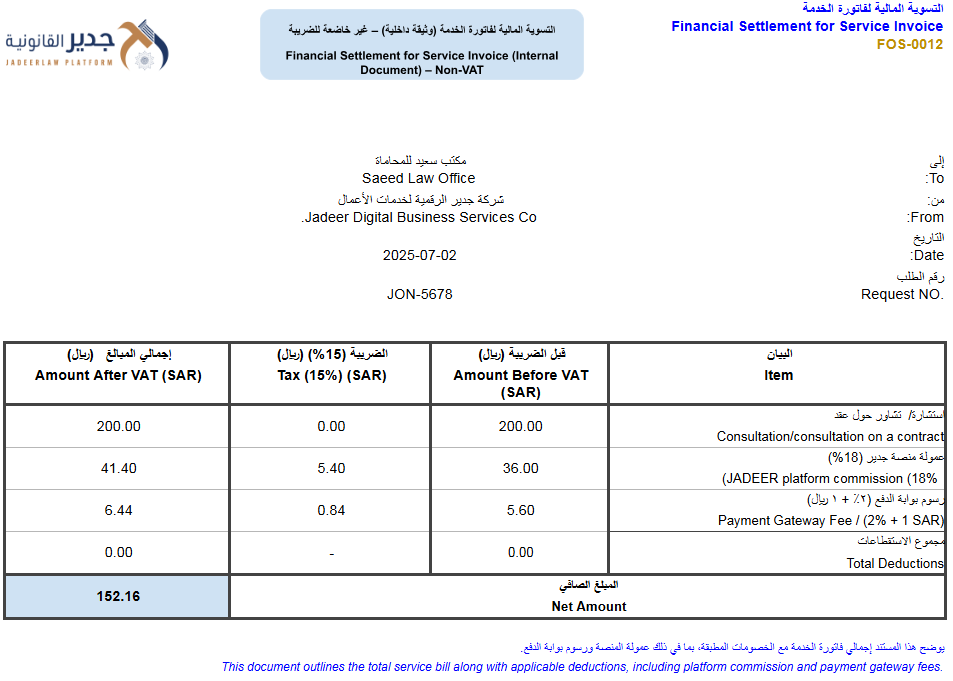 التسوية المالية لفاتورة الخدمة
Financial Settlement for Service Invoice
FOS-0012
التسوية المالية لفاتورة الخدمة (وثيقة داخلية) – غير خاضعة للضريبة
Financial Settlement for Service Invoice (Internal
Document) – Non-VAT
جدير القانونية
JADEERLAW PLATFORM
إلى
مكتب سعيد للمحاماة
To:
Saeed Law Office
من:
شركة جدير الرقمية لخدمات الأعمال
From:
Jadeer Digital Business Services Co.
التاريخ
Date:
2025-07-02
رقم الطلب
Request NO.
JON-5678
البيان
Item
قبل الضريبة (ريال)
Amount Before VAT
(SAR)
الضريبة (15%) (ريال)
Tax (15%) (SAR)
إجمالي المبالغ (ريال)
Amount After VAT (SAR)
استشارة/ تشاور حول عقد
Consultation/consultation on a contract
200.00
0.00
200.00
عمولة منصة جدير (18%)
(JADEER platform commission (18%
36.00
5.40
41.40
رسوم بوابة الدفع (٢٪ + ١ ريال)
Payment Gateway Fee / (2% + 1 SAR)
5.60
0.84
6.44
مجموع الاستقطاعات
Total Deductions
0.00
-
0.00
المبلغ الصافي
Net Amount
152.16
يوضح هذا المستند إجمالي فاتورة الخدمة مع الخصومات المطبقة، بما في ذلك عمولة المنصة ورسوم بوابة الدفع.
This document outlines the total service bill along with applicable deductions, including platform commission and payment gateway fees.